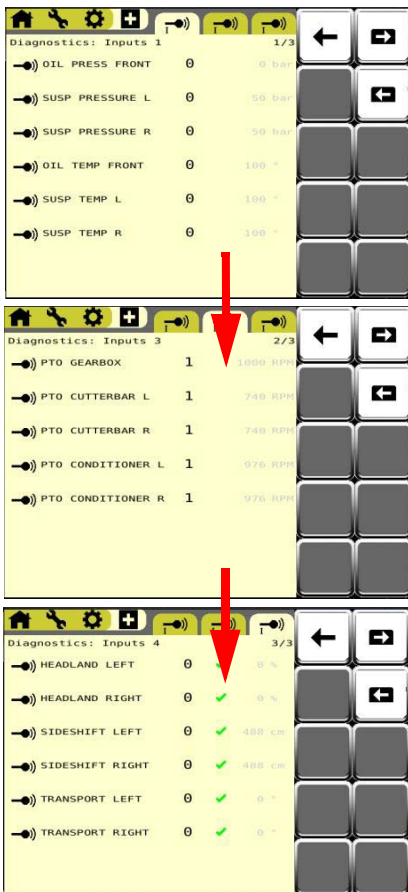 Diagnostics: Inputs 1 1/3
OIL PRESS FRONT 0 0 bar
SUSP PRESSURE L 0 50 bar
SUSP PRESSURE R 0 50 bar
OIL TEMP FRONT 0 100 °
SUSP TEMP L 0 100 °
SUSP TEMP R 0 100 °
Diagnostics: Inputs 3 2/3
PTO GEARBOX 1 1000 RPM
PTO CUTTERBAR L 1 740 RPM
PTO CUTTERBAR R 1 740 RPM
PTO CONDITIONER L 1 976 RPM
PTO CONDITIONER R 1 976 RPM
Diagnostics: Inputs 4 3/3
HEADLAND LEFT 0 0 %
HEADLAND RIGHT 0 0 %
SIDESHIFT LEFT 0 488 cm
SIDESHIFT RIGHT 0 488 cm
TRANSPORT LEFT 0 0 °
TRANSPORT RIGHT 0 0 °